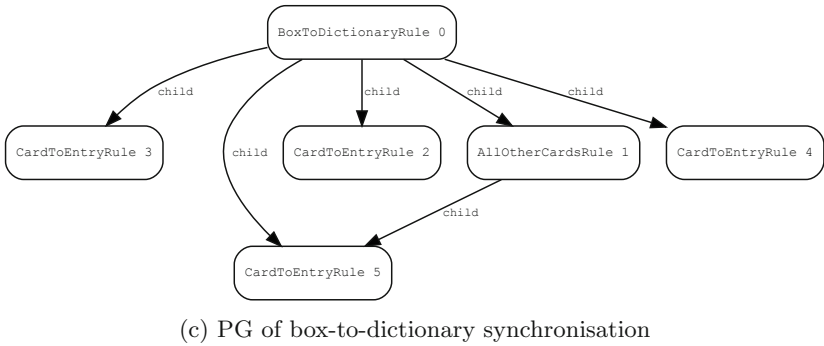 BoxToDictionaryRule 0
child
child
child
child
child
CardToEntryRule 3
CardToEntryRule 2
AllOtherCardsRule 1
CardToEntryRule 4
child
CardToEntryRule 5
(c) PG of box-to-dictionary synchronisation